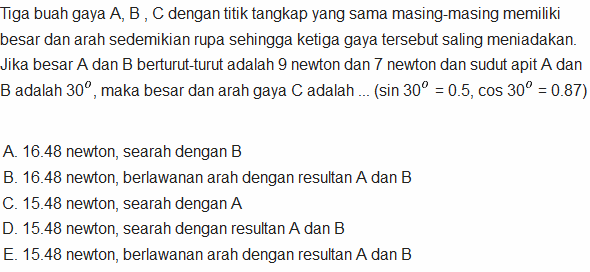 Tiga buah gaya A, B , C dengan titik tangkap yang sama masing-masing memiliki
besar dan arah sedemikian rupa sehingga ketiga gaya tersebut saling meniadakan.
Jika besar A dan B berturut-turut adalah 9 newton dan 7 newton dan sudut apit A dan
B adalah 30°, maka besar dan arah gaya C adalah ... (sin 30° = 0.5, cos 30° = 0.87)
A. 16.48 newton, searah dengan B
B. 16.48 newton, berlawanan arah dengan resultan A dan B
C. 15.48 newton, searah dengan A
D. 15.48 newton, searah dengan resultan A dan B
E. 15.48 newton, berlawanan arah dengan resultan A dan B